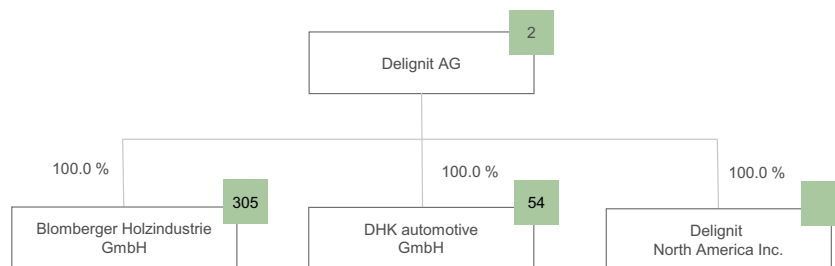 2
Delignit AG
100.0 %
100.0 %
100.0 %
305
54
Blomberger Holzindustrie
GmbH
DHK automotive
GmbH
Delignit
North America Inc.